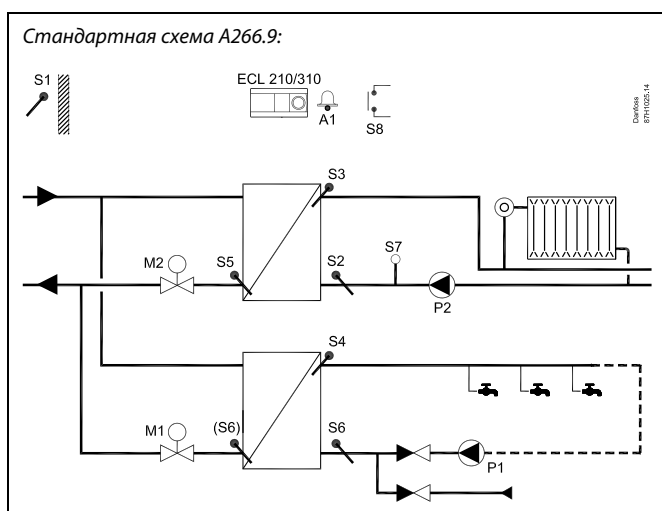 Стандартная схема A266.9:
S1
ECL 210/310
A1
S8
Danfoss
87H1025.14
S3
M2
S5
S2
S7
P2
S4
M1
(S6)
S6
P1